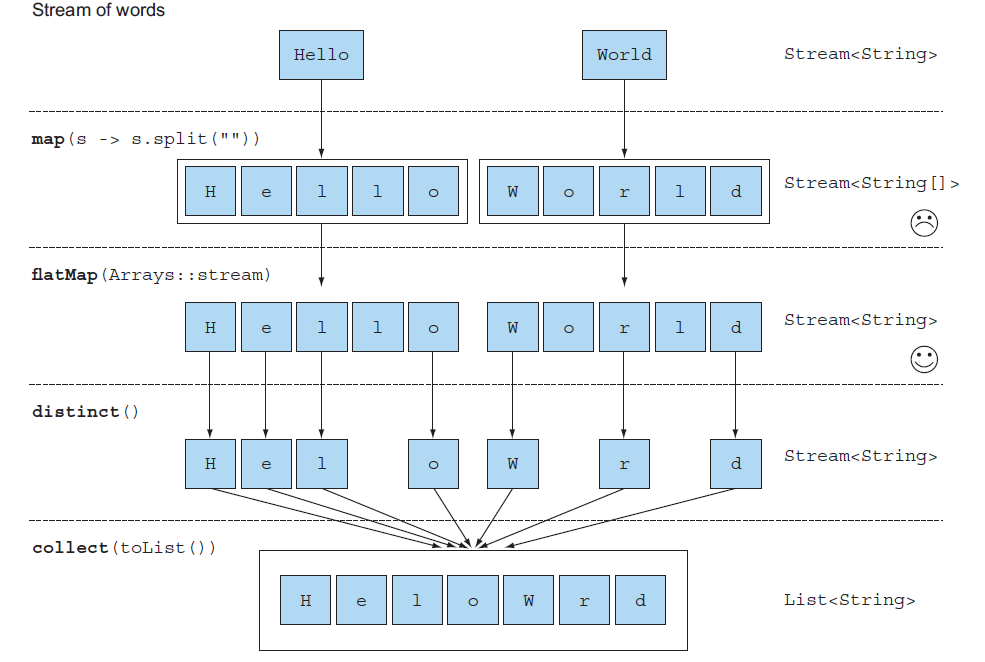 Stream of words
Hello World Stream<String>
map(s -> s.split(""))
H e l l o W o r l d Stream<String[]>
flatMap(Arrays::stream)
H e l l o W o r l d Stream<String>
distinct()
H e l o W r d Stream<String>
collect(toList())
H e l o W r d List<String>